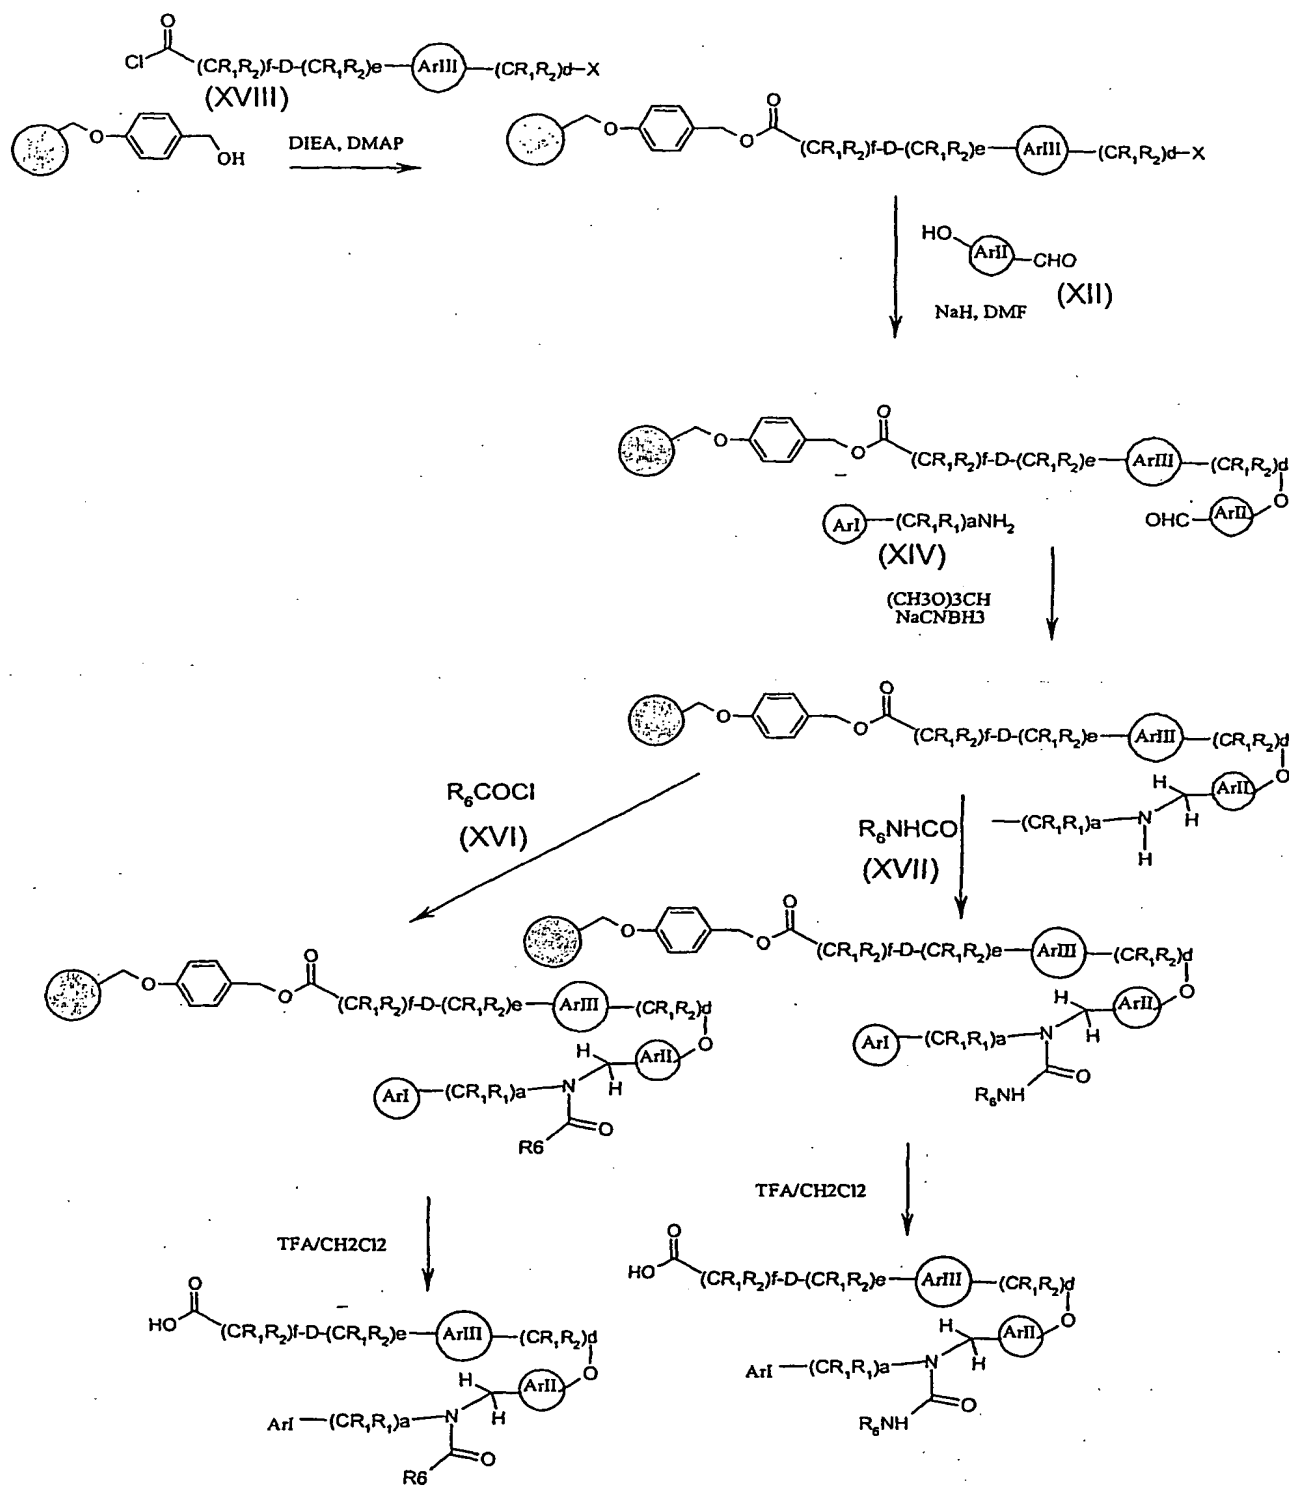 O
Cl
(CR₁R₂)f-D-(CR₁R₂)e ArIII (CR₁R₂)d-X
(XVIII)
O
OH
DIEA, DMAP
O
O
O
(CR₁R₂)f-D-(CR₁R₂)e ArIII (CR₁R₂)d-X
HO
ArII
CHO
(XII)
NaH, DMF
O
O
O
(CR₁R₂)f-D-(CR₁R₂)e ArIII (CR₁R₂)d
O
OHC ArII
ArI (CR₁R₁)aNH₂
(XIV)
(CH3O)3CH
NaCNBH3
O
O
O
(CR₁R₂)f-D-(CR₁R₂)e ArIII (CR₁R₂)d
O
ArII
H
H
(CR₁R₁)a N
H
R₆COCl
(XVI)
R₆NHCO
(XVII)
O
O
O
(CR₁R₂)f-D-(CR₁R₂)e ArIII (CR₁R₂)d
O
ArII
H
H
ArI (CR₁R₁)a N
O
R₆NH
O
O
O
(CR₁R₂)f-D-(CR₁R₂)e ArIII (CR₁R₂)d
O
ArII
H
H
ArI (CR₁R₁)a N
O
R6
TFA/CH2Cl2
TFA/CH2Cl2
O
HO
(CR₁R₂)f-D-(CR₁R₂)e ArIII (CR₁R₂)d
O
ArII
H
H
ArI (CR₁R₁)a N
O
R₆NH
O
HO
(CR₁R₂)f-D-(CR₁R₂)e ArIII (CR₁R₂)d
O
ArII
H
H
ArI (CR₁R₁)a N
O
R6